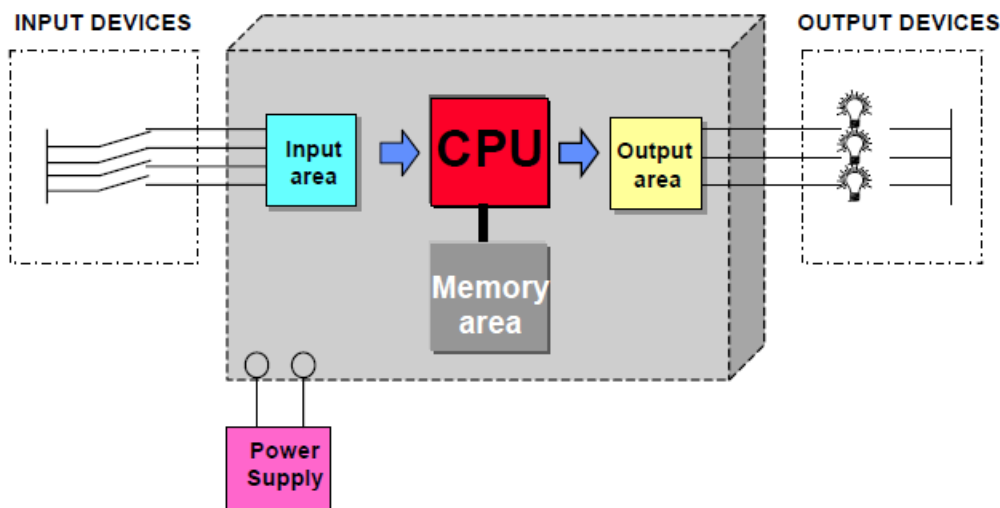 INPUT DEVICES
OUTPUT DEVICES
Input
area
CPU
Output
area
Memory
area
Power
Supply